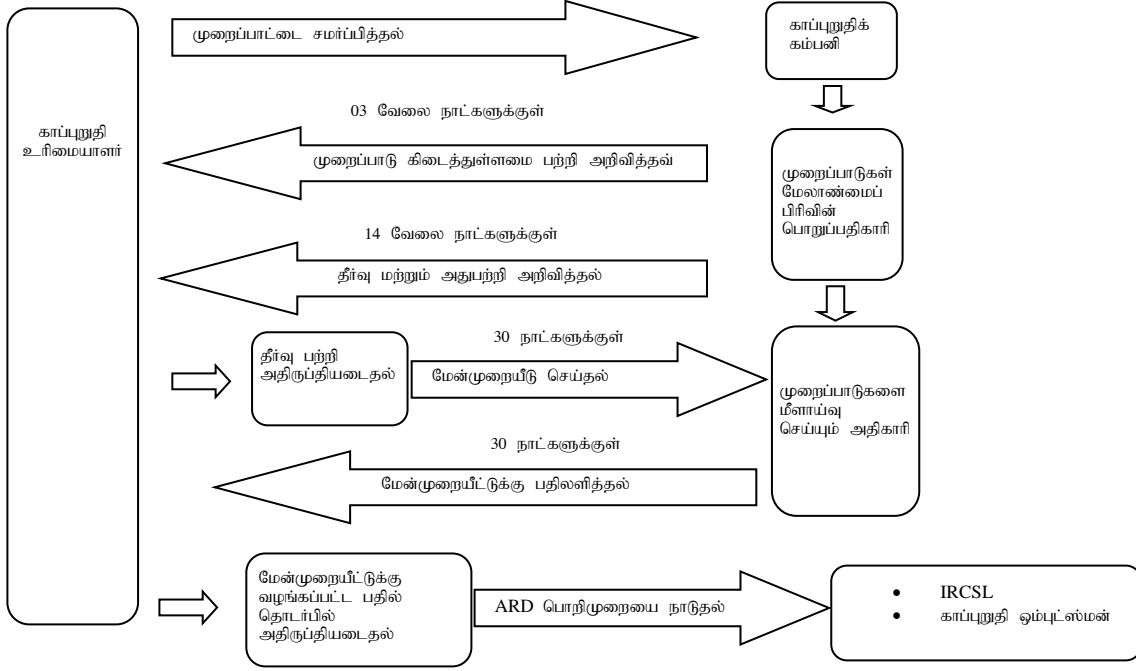 முறைப்பாட்டை சமர்ப்பித்தல்
காப்புறுதிக்
கம்பனி
03 வேலை நாட்களுக்குள்
காப்புறுதி
உரிமையாளர்
முறைப்பாடு கிடைத்துள்ளமை பற்றி அறிவித்தவ்
முறைப்பாடுகள்
மேலாண்மைப்
பிரிவின்
பொறுப்பதிகாரி
14 வேலை நாட்களுக்குள்
தீர்வு மற்றும் அதுபற்றி அறிவித்தல்
30 நாட்களுக்குள்
தீர்வு பற்றி
அதிருப்தியடைதல்
மேன்முறையீடு செய்தல்
முறைப்பாடுகளை
மீளாய்வு
செய்யும் அதிகாரி
30 நாட்களுக்குள்
மேன்முறையீட்டுக்கு பதிலளித்தல்
மேன்முறையீட்டுக்கு
வழங்கப்பட்ட பதில்
தொடர்பில்
அதிருப்தியடைதல்
ARD பொறிமுறையை நாடுதல்
• IRCSL
• காப்புறுதி ஒம்புட்ஸ்மன்